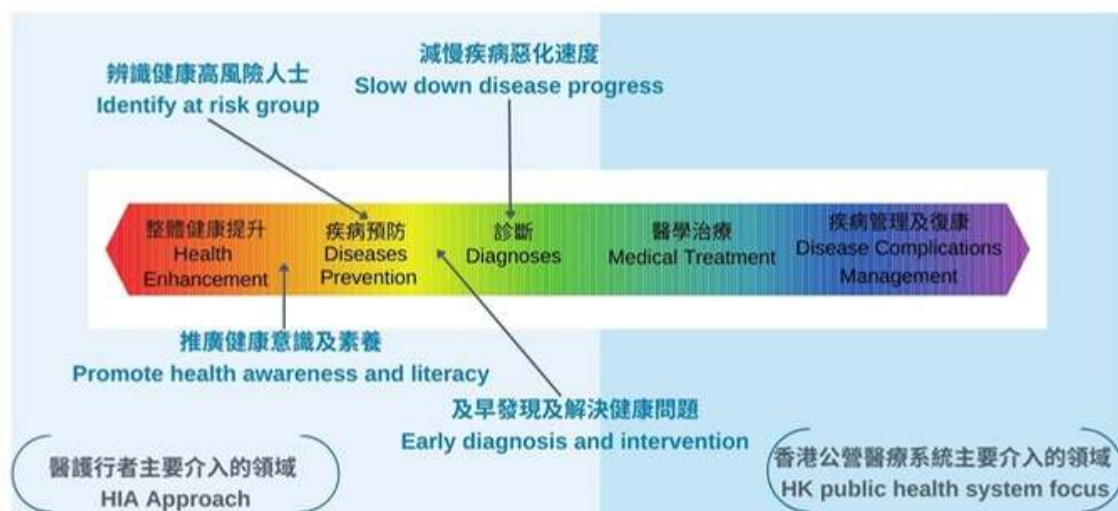 減慢疾病惡化速度
Slow down disease progress
辨識健康高風險人士
Identify at risk group
整體健康提升
Health
Enhancement
疾病預防
Diseases
Prevention
診斷
Diagnoses
醫學治療
Medical Treatment
疾病管理及復康
Disease Complications
Management
推廣健康意識及素養
Promote health awareness and literacy
及早發現及解決健康問題
Early diagnosis and intervention
醫護行者主要介入的領域
HIA Approach
香港公營醫療系統主要介入的領域
HK public health system focus